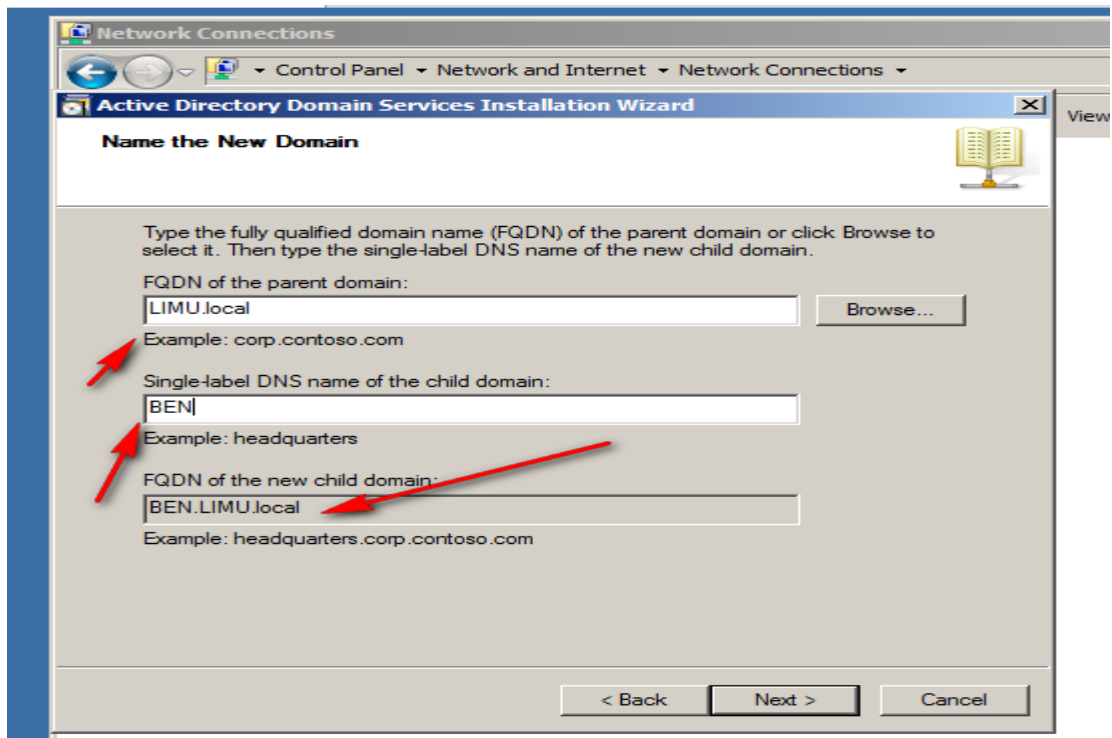 Network Connections
Control Panel Network and Internet Network Connections
Active Directory Domain Services Installation Wizard
View
Name the New Domain
Type the fully qualified domain name (FQDN) of the parent domain or click Browse to
select it. Then type the single-label DNS name of the new child domain.
FQDN of the parent domain:
LIMU.local
Browse...
Example: corp.contoso.com
Single-label DNS name of the child domain:
BEN
Example: headquarters
FQDN of the new child domain:
BEN.LIMU.local
Example: headquarters.corp.contoso.com
< Back Next > Cancel